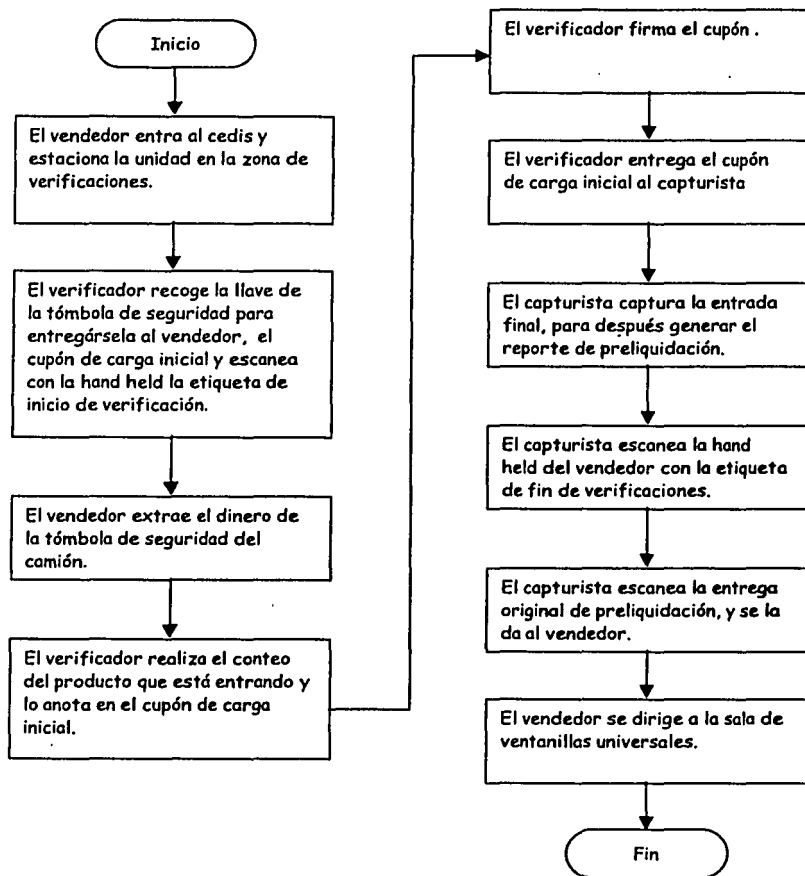 Inicio
El vendedor entra al cedis y
estaciona la unidad en la zona de
verificaciones.
El verificador recoge la llave de
la tómbola de seguridad para
entregársela al vendedor, el
cupón de carga inicial y escanea
con la hand held la etiqueta de
inicio de verificación.
El vendedor extrae el dinero de
la tómbola de seguridad del
camión.
El verificador realiza el conteo
del producto que está entrando y
lo anota en el cupón de carga
inicial.
El verificador firma el cupón .
El verificador entrega el cupón
de carga inicial al capturista
El capturista captura la entrada
final, para después generar el
reporte de preliquidación.
El capturista escanea la hand
held del vendedor con la etiqueta
de fin de verificaciones.
El capturista escanea la entrega
original de preliquidación, y se la
da al vendedor.
El vendedor se dirige a la sala de
ventanillas universales.
Fin